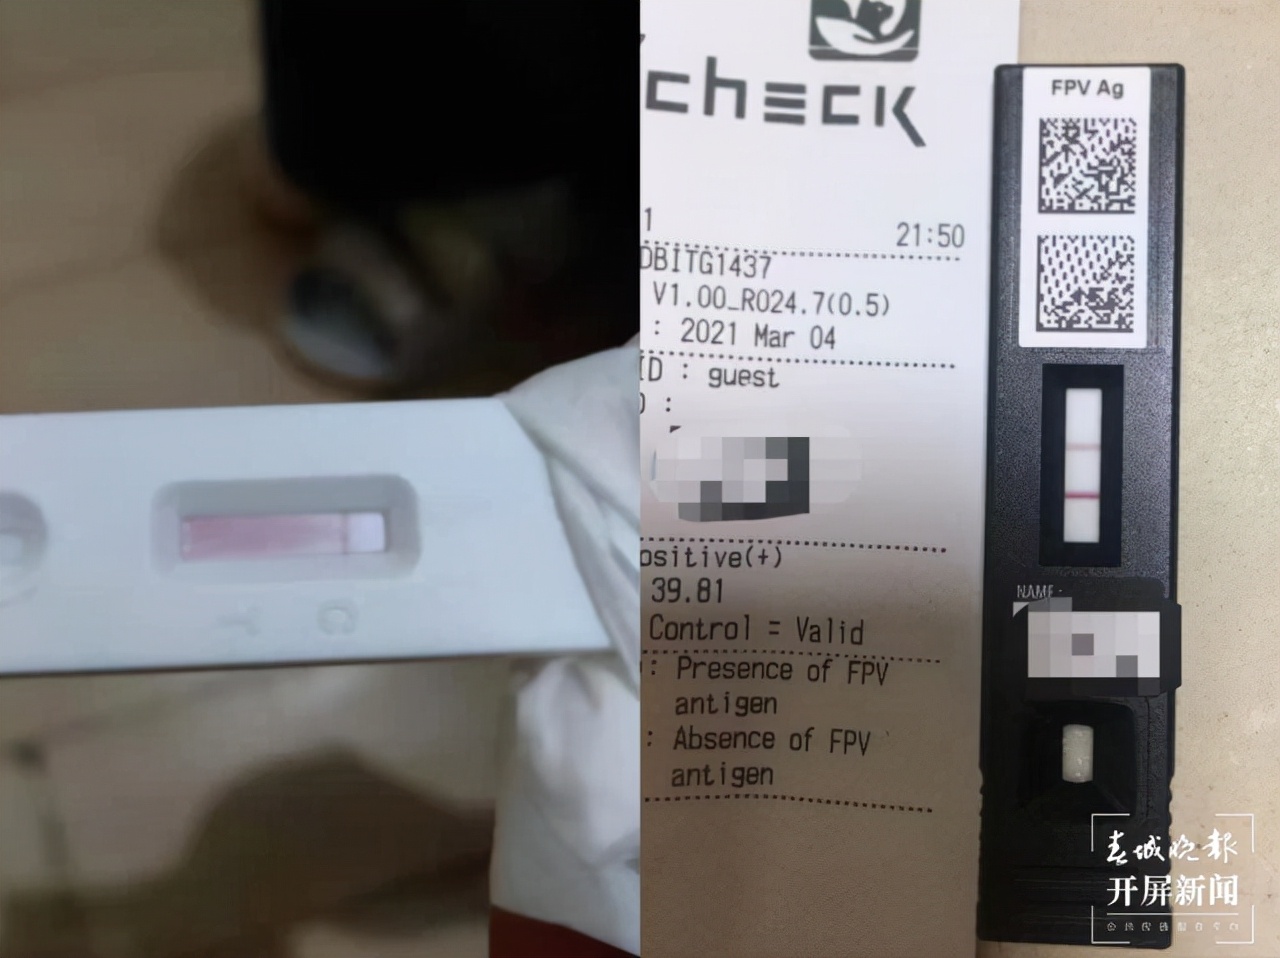 T C
CHECK
1 21:50
DBITG1437
V1.00_R024.7(0.5)
: 2021 Mar 04
ID : guest
D :
ositive(+)
39.81
Control = Valid
: Presence of FPV
antigen
: Absence of FPV
antigen
FPV Ag
NAME:
春城晚报
开屏新闻